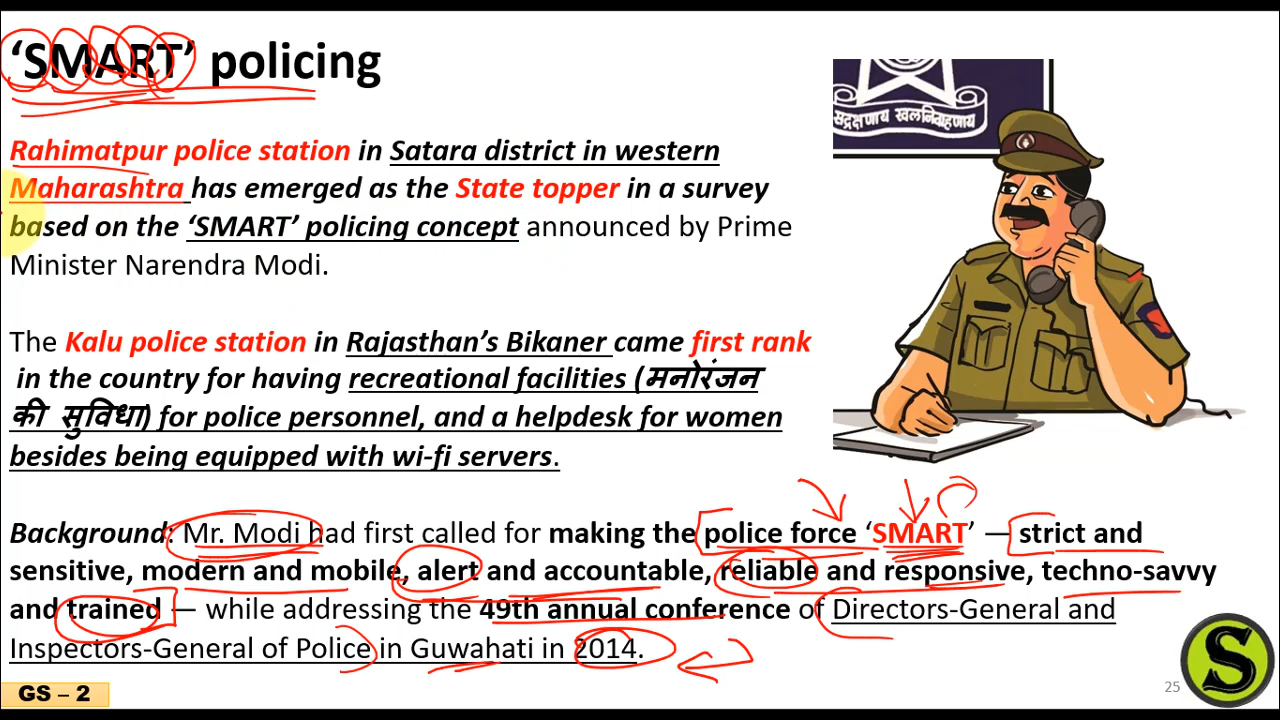 ‘SMART’ policing
सद्रक्षणाय खलनिग्रहणाय
Rahimatpur police station in Satara district in western
Maharashtra has emerged as the State topper in a survey
based on the ‘SMART’ policing concept announced by Prime
Minister Narendra Modi.
The Kalu police station in Rajasthan’s Bikaner came first rank
in the country for having recreational facilities (मनोरंजन
की सुविधा) for police personnel, and a helpdesk for women
besides being equipped with wi-fi servers.
Background: Mr. Modi had first called for making the police force ‘SMART’ — strict and
sensitive, modern and mobile, alert and accountable, reliable and responsive, techno-savvy
and trained — while addressing the 49th annual conference of Directors-General and
Inspectors-General of Police in Guwahati in 2014.
GS – 2
25
S